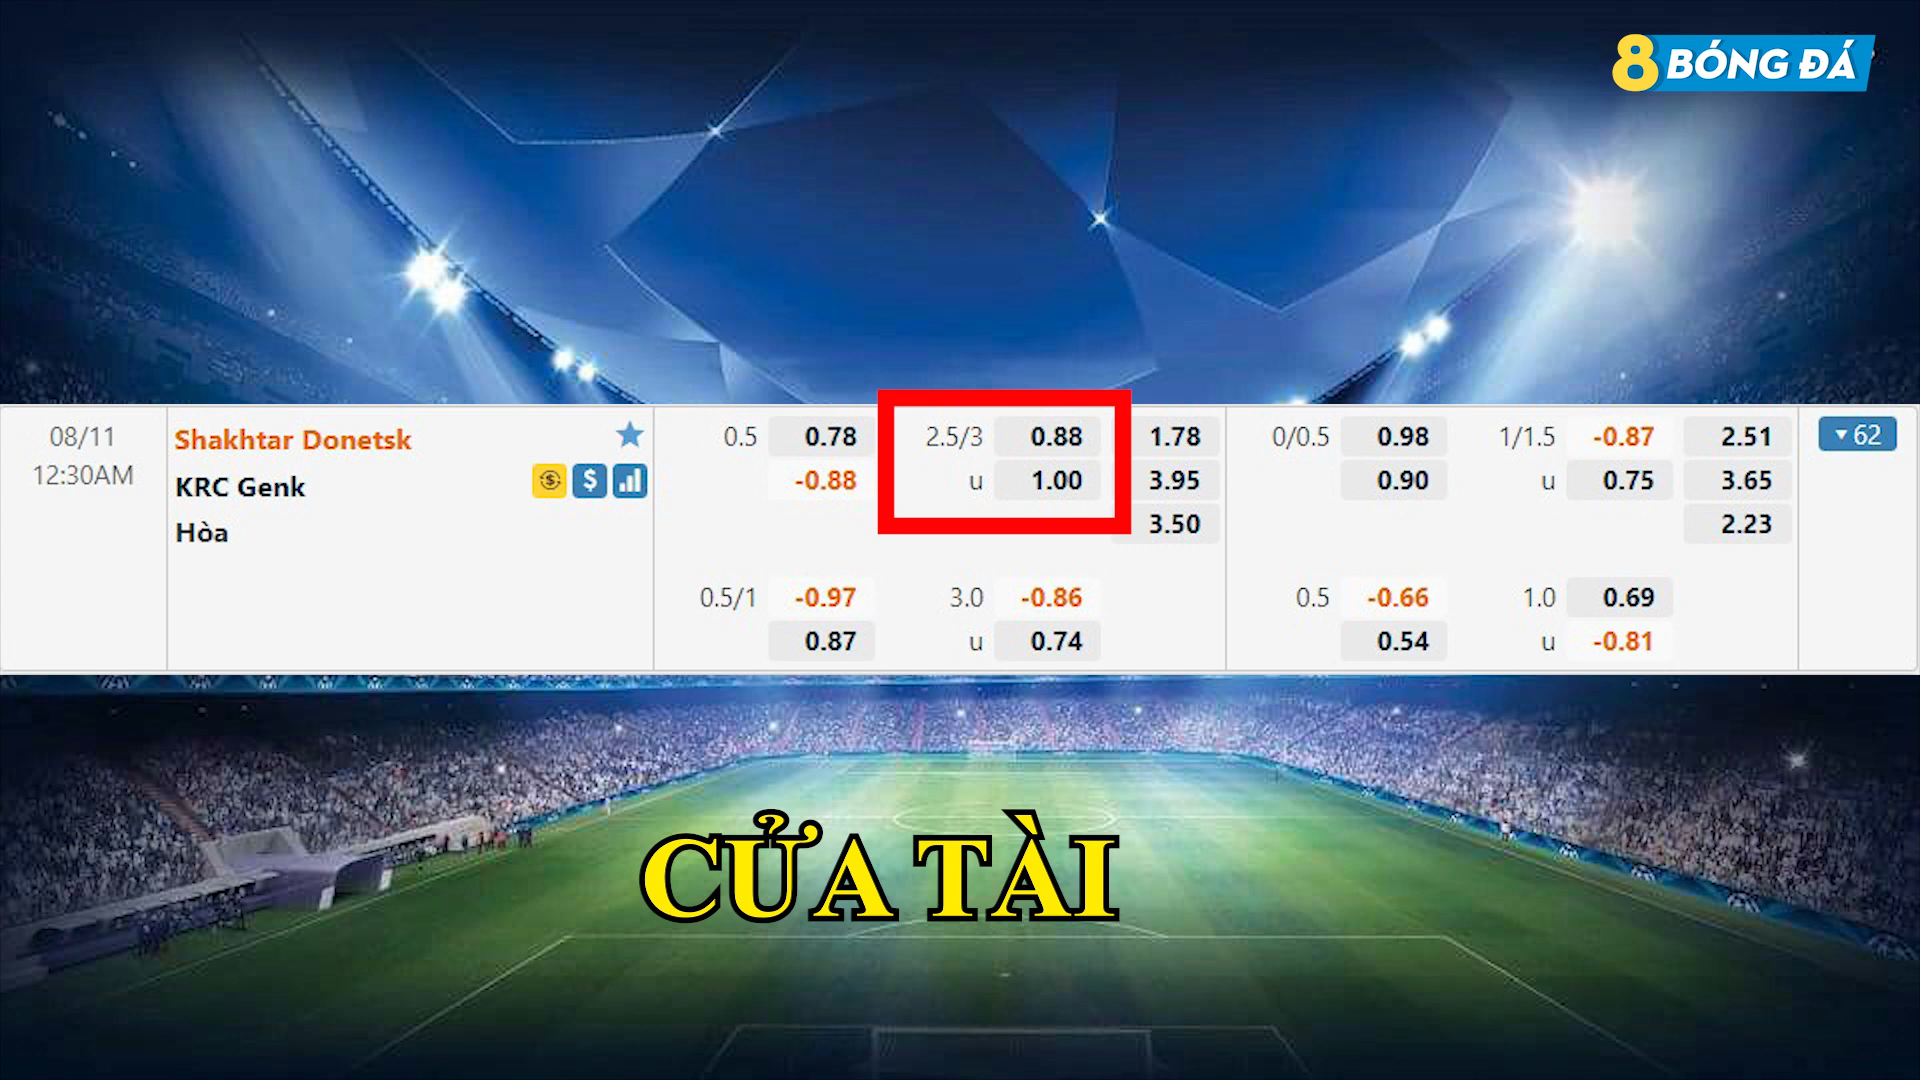 8 BÓNG ĐÁ
08/11 Shakhtar Donetsk 0.5 0.78 2.5/3 0.88 1.78 0/0.5 0.98 1/1.5 -0.87 2.51 62
12:30AM KRC Genk $ -0.88 u 1.00 3.95 0.90 u 0.75 3.65
Hòa 3.50 2.23
0.5/1 -0.97 3.0 -0.86 0.5 -0.66 1.0 0.69
0.87 u 0.74 0.54 u -0.81
CỬA TÀI